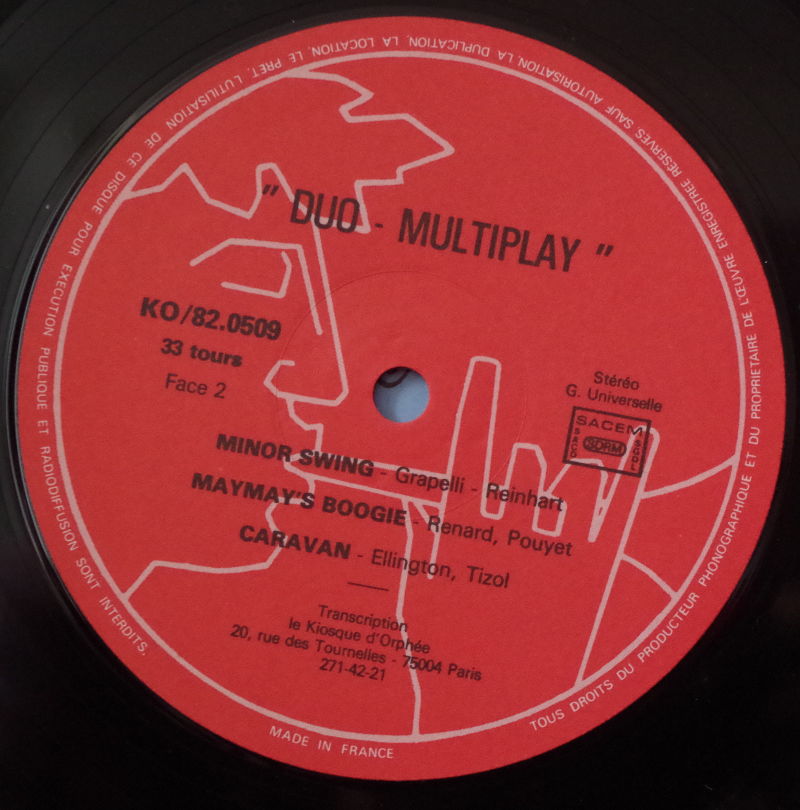 " DUO - MULTIPLAY "
KO/82.0509
33 tours
Face 2
Stéréo
G. Universelle
SACEM
SACD
SDRM
SGDL
MINOR SWING - Grapelli - Reinhart
MAYMAY'S BOOGIE - Renard, Pouyet
CARAVAN - Ellington, Tizol
Transcription
le Kiosque d'Orphée
20, rue des Tournelles - 75004 Paris
271-42-21
TOUS DROITS DU PRODUCTEUR PHONOGRAPHIQUE ET DU PROPRIETAIRE DE L'ŒUVRE ENREGISTREE RESERVES SAUF AUTORISATION, LA DUPLICATION, LA LOCATION, LE PRET, L'UTILISATION DE CE DISQUE POUR EXECUTION PUBLIQUE ET RADIODIFFUSION SONT INTERDITS.
MADE IN FRANCE